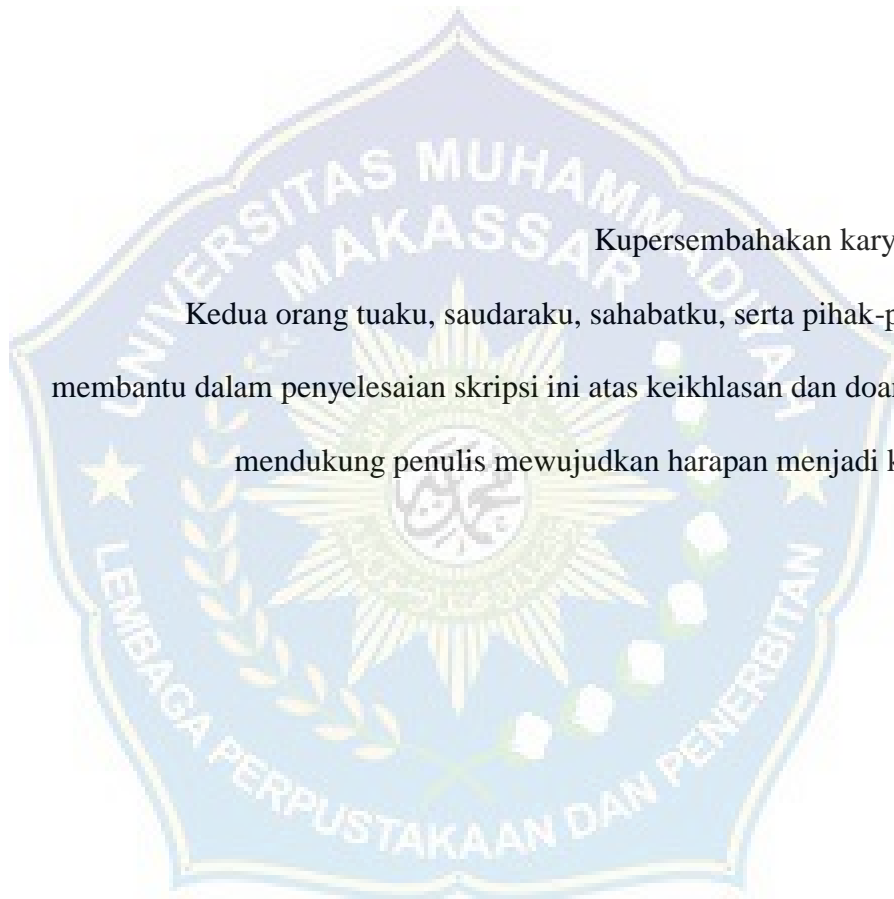 UNIVERSITAS MUHAMMADIYAH
MAKASSAR
Kupersembahakan kary
Kedua orang tuaku, saudaraku, sahabatku, serta pihak-p
membantu dalam penyelesaian skripsi ini atas keikhlasan dan doa
mendukung penulis mewujudkan harapan menjadi k
LEMBAGA PERPUSTAKAAN DAN PENERBITAN